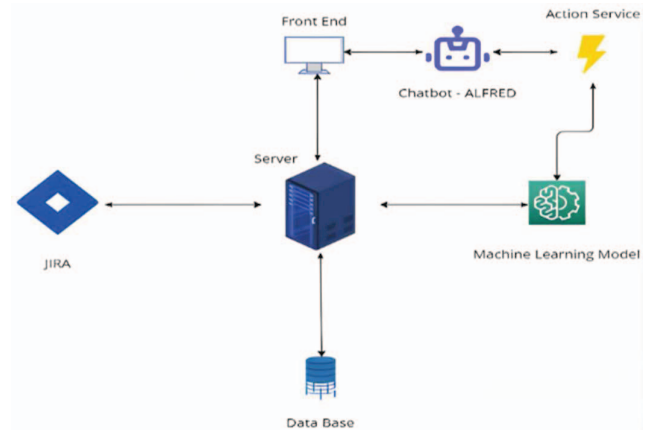 Action Service
Front End
Chatbot - ALFRED
Server
JIRA
Machine Learning Model
Data Base